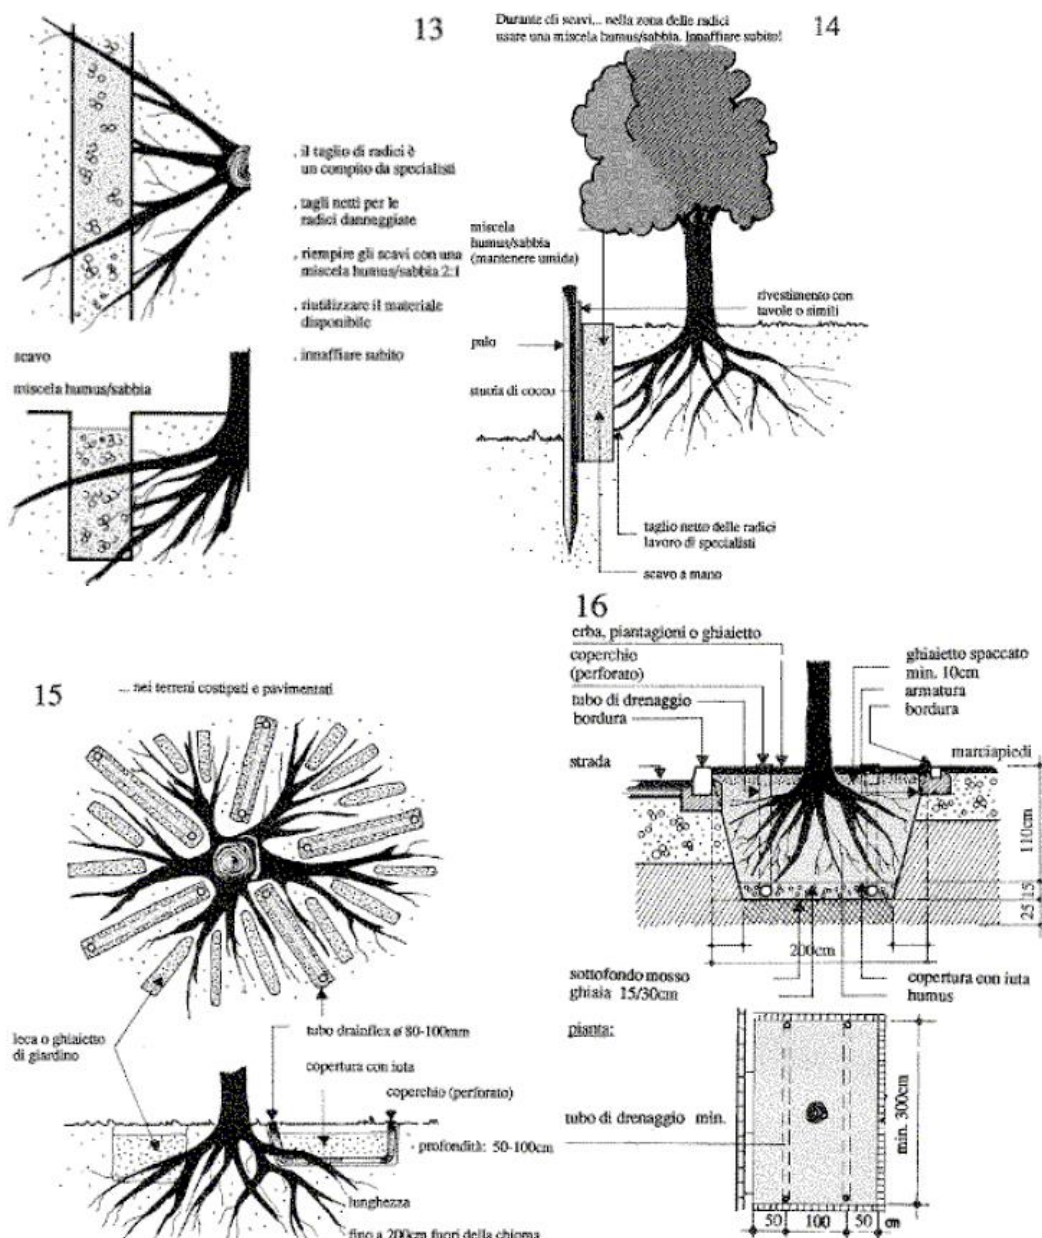 13
. il taglio di radici è
un compito da specialisti
. tagli netti per le
radici danneggiate
. riempire gli scavi con una
miscela humus/sabbia 2:1
. riutilizzare il materiale
disponibile
. innaffiare subito
scavo
miscela humus/sabbia
Durante cli scavi,.. nella zona delle radici
usare una miscela humus/sabbia. Innaffiare subito!
14
miscela
humus/sabbia
(mantenere umida)
rivestimento con
tavole o simili
palo
stuoia di cocco
taglio netto delle radici
lavoro di specialisti
scavo a mano
15
... nei terreni costipati e pavimentati
leca o ghiaietto
di giardino
tubo drainflex ø 80-100mm
copertura con iuta
coperchio (perforato)
- profondità: 50-100cm
lunghezza
fino a 200cm fuori della chioma
16
erba, piantagioni o ghiaietto
coperchio
(perforato)
tubo di drenaggio
bordura
strada
ghiaietto spaccato
min. 10cm
armatura
bordura
marciapiedi
110cm
15
25
200cm
sottofondo mosso
ghiaia 15/30cm
copertura con iuta
humus
pianta:
tubo di drenaggio min.
min. 300cm
50 100 50 cm